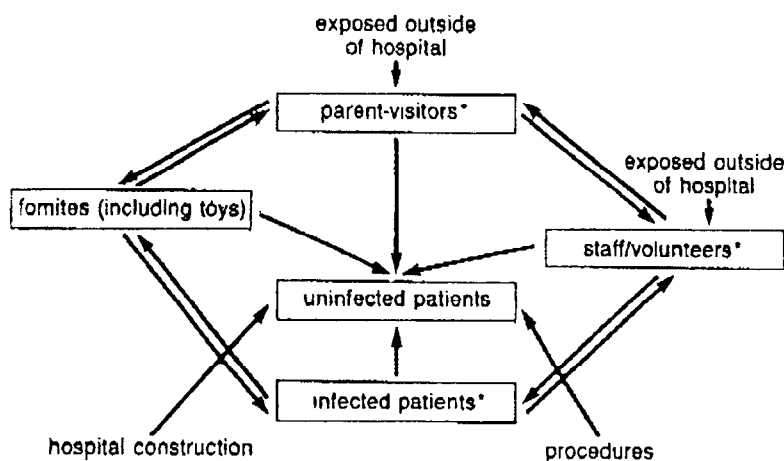 exposed outside
of hospital
parent-visitors*
exposed outside
of hospital
fomites (including toys)
staff/volunteers*
uninfected patients
infected patients*
hospital construction
procedures